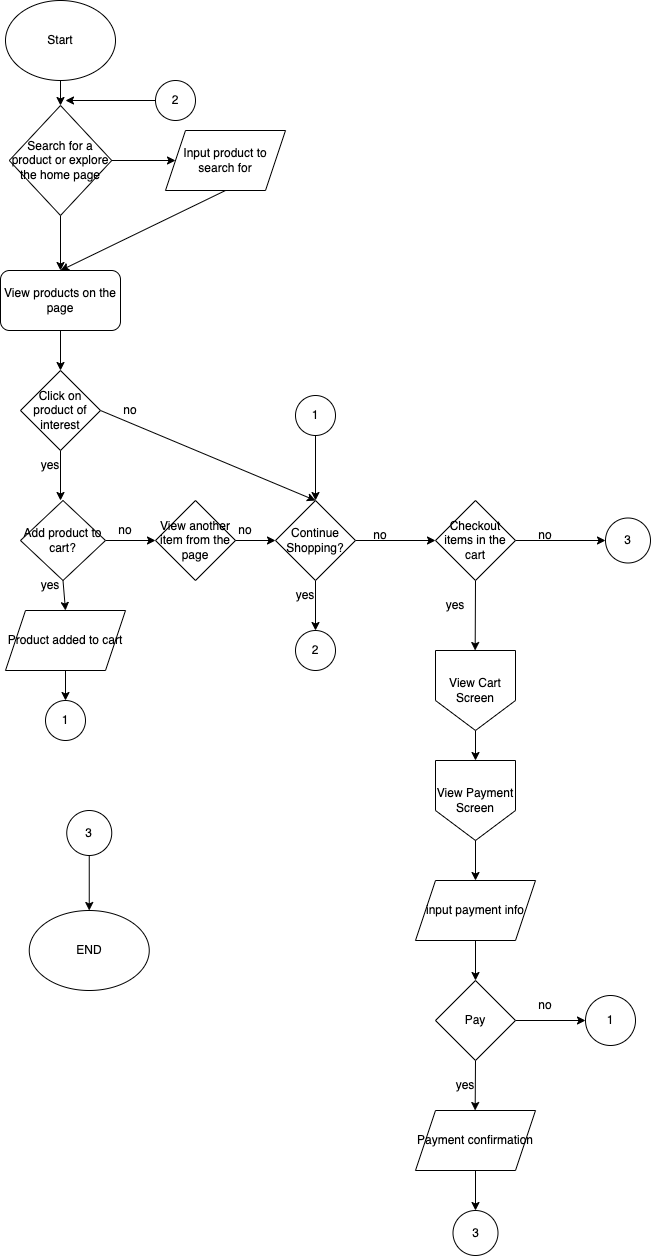 Start
2
Search for a
product or explore
the home page
Input product to
search for
View products on the
page
Click on
product of
interest
no
1
yes
Add product to
cart?
no
View another
item from the
page
no
Continue
Shopping?
no
Checkout
items in the
cart
no
3
yes
yes
yes
Product added to cart
2
View Cart
Screen
1
View Payment
Screen
3
Input payment info
END
Pay
no
1
yes
Payment confirmation
3